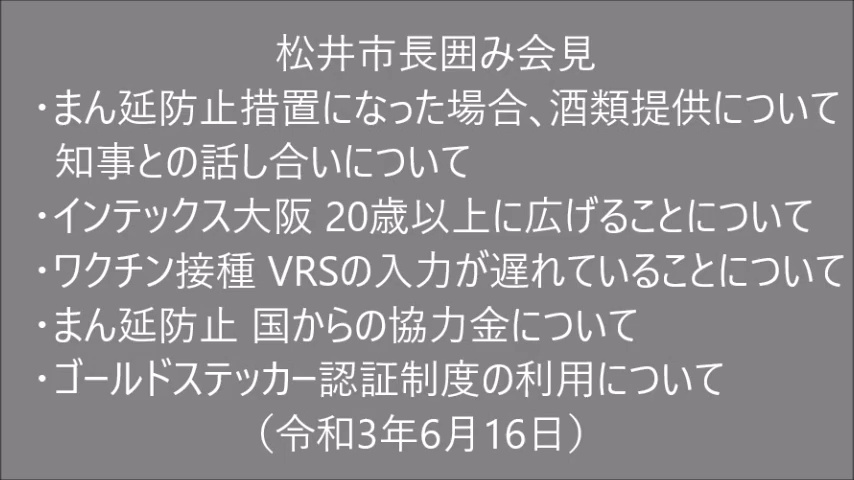 松井市長囲み会見
・まん延防止措置になった場合、酒類提供について
知事との話し合いについて
・インテックス大阪 20歳以上に広げることについて
・ワクチン接種 VRSの入力が遅れていることについて
・まん延防止 国からの協力金について
・ゴールドステッカー認証制度の利用について
（令和3年6月16日）